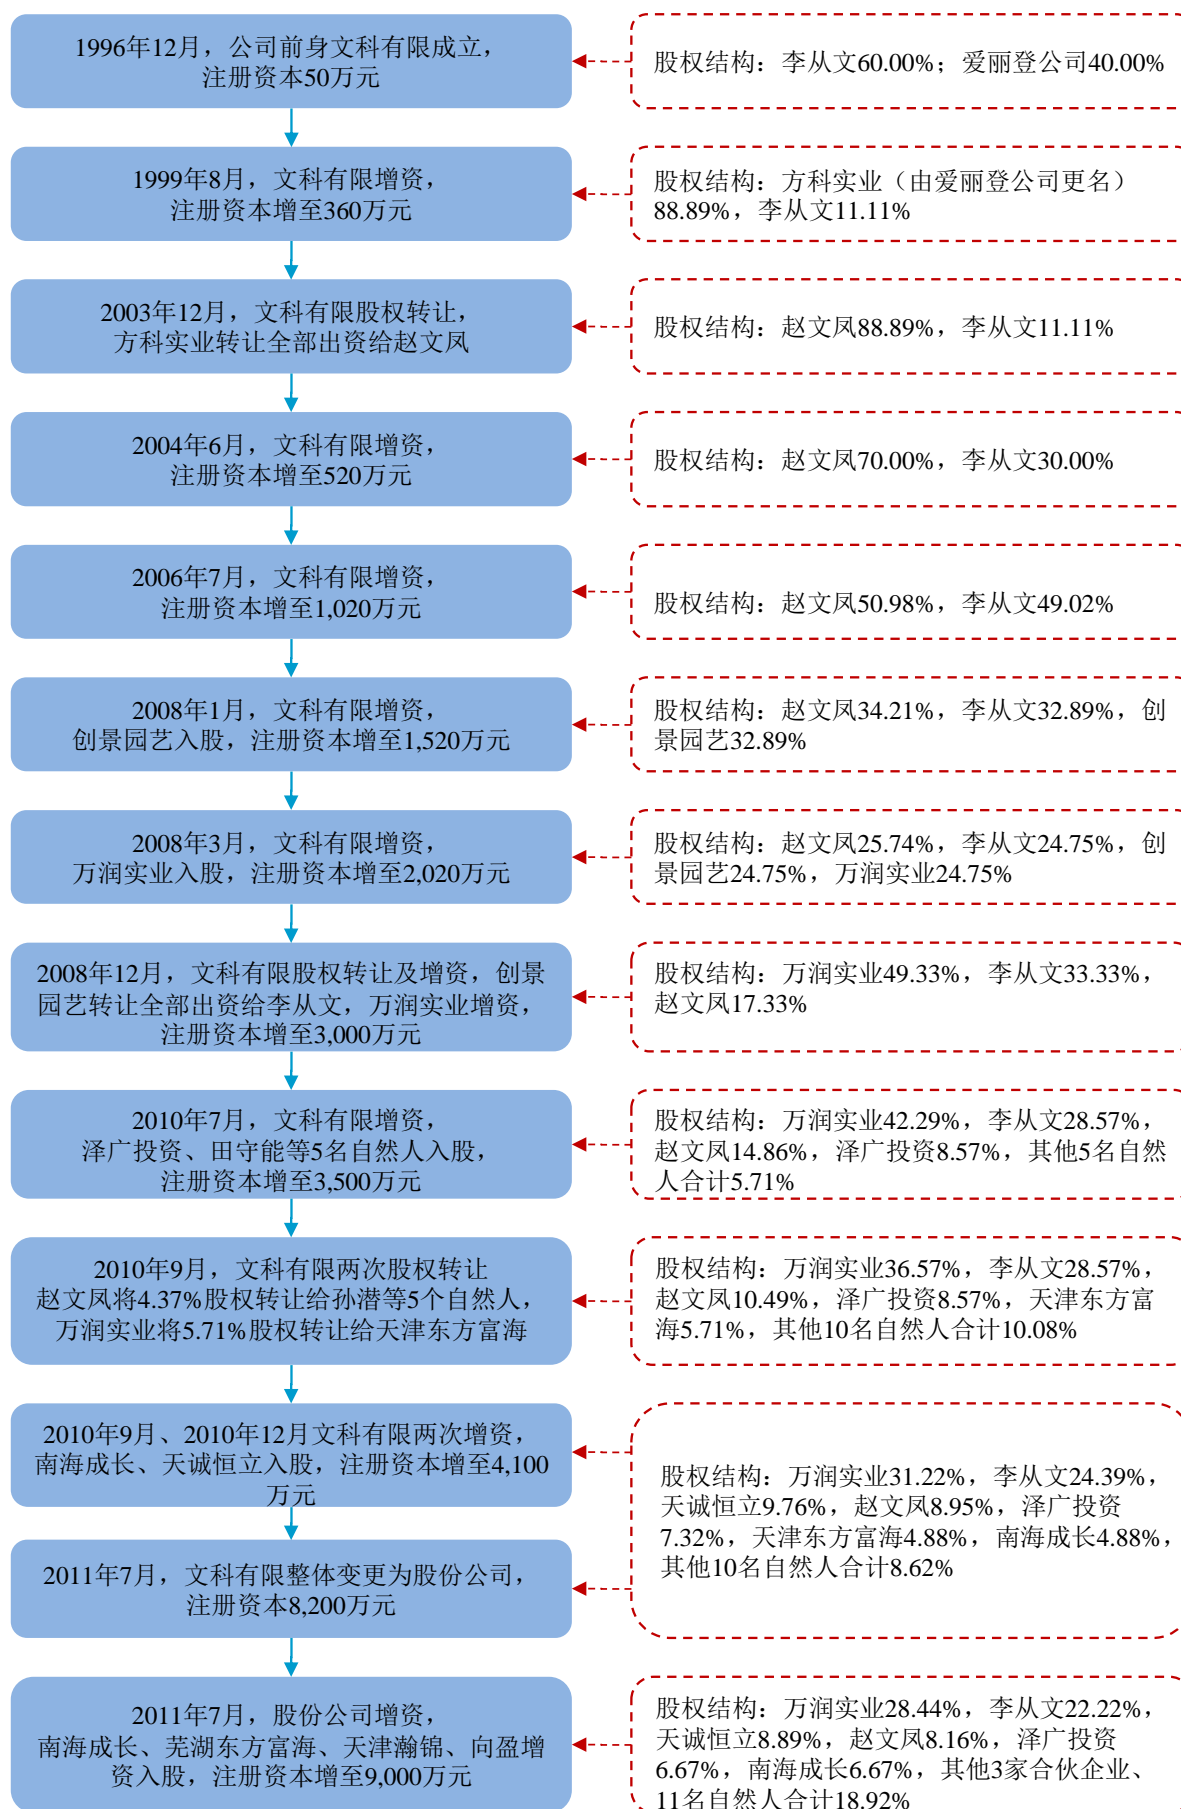 1996年12月，公司前身文科有限成立，
注册资本50万元
股权结构：李从文60.00%；爱丽登公司40.00%
1999年8月，文科有限增资，
注册资本增至360万元
股权结构：方科实业（由爱丽登公司更名）
88.89%，李从文11.11%
2003年12月，文科有限股权转让，
方科实业转让全部出资给赵文凤
股权结构：赵文凤88.89%，李从文11.11%
2004年6月，文科有限增资，
注册资本增至520万元
股权结构：赵文凤70.00%，李从文30.00%
2006年7月，文科有限增资，
注册资本增至1,020万元
股权结构：赵文凤50.98%，李从文49.02%
2008年1月，文科有限增资，
创景园艺入股，注册资本增至1,520万元
股权结构：赵文凤34.21%，李从文32.89%，创
景园艺32.89%
2008年3月，文科有限增资，
万润实业入股，注册资本增至2,020万元
股权结构：赵文凤25.74%，李从文24.75%，创
景园艺24.75%，万润实业24.75%
2008年12月，文科有限股权转让及增资，创景
园艺转让全部出资给李从文，万润实业增资，
注册资本增至3,000万元
股权结构：万润实业49.33%，李从文33.33%，
赵文凤17.33%
2010年7月，文科有限增资，
泽广投资、田守能等5名自然人入股，
注册资本增至3,500万元
股权结构：万润实业42.29%，李从文28.57%，
赵文凤14.86%，泽广投资8.57%，其他5名自然
人合计5.71%
2010年9月，文科有限两次股权转让
赵文凤将4.37%股权转让给孙潜等5个自然人，
万润实业将5.71%股权转让给天津东方富海
股权结构：万润实业36.57%，李从文28.57%，
赵文凤10.49%，泽广投资8.57%，天津东方富
海5.71%，其他10名自然人合计10.08%
2010年9月、2010年12月文科有限两次增资，
南海成长、天诚恒立入股，注册资本增至4,100
万元
股权结构：万润实业31.22%，李从文24.39%，
天诚恒立9.76%，赵文凤8.95%，泽广投资
7.32%，天津东方富海4.88%，南海成长4.88%，
其他10名自然人合计8.62%
2011年7月，文科有限整体变更为股份公司，
注册资本8,200万元
2011年7月，股份公司增资，
南海成长、芜湖东方富海、天津瀚锦、向盈增
资入股，注册资本增至9,000万元
股权结构：万润实业28.44%，李从文22.22%，
天诚恒立8.89%，赵文凤8.16%，泽广投资
6.67%，南海成长6.67%，其他3家合伙企业、
11名自然人合计18.92%